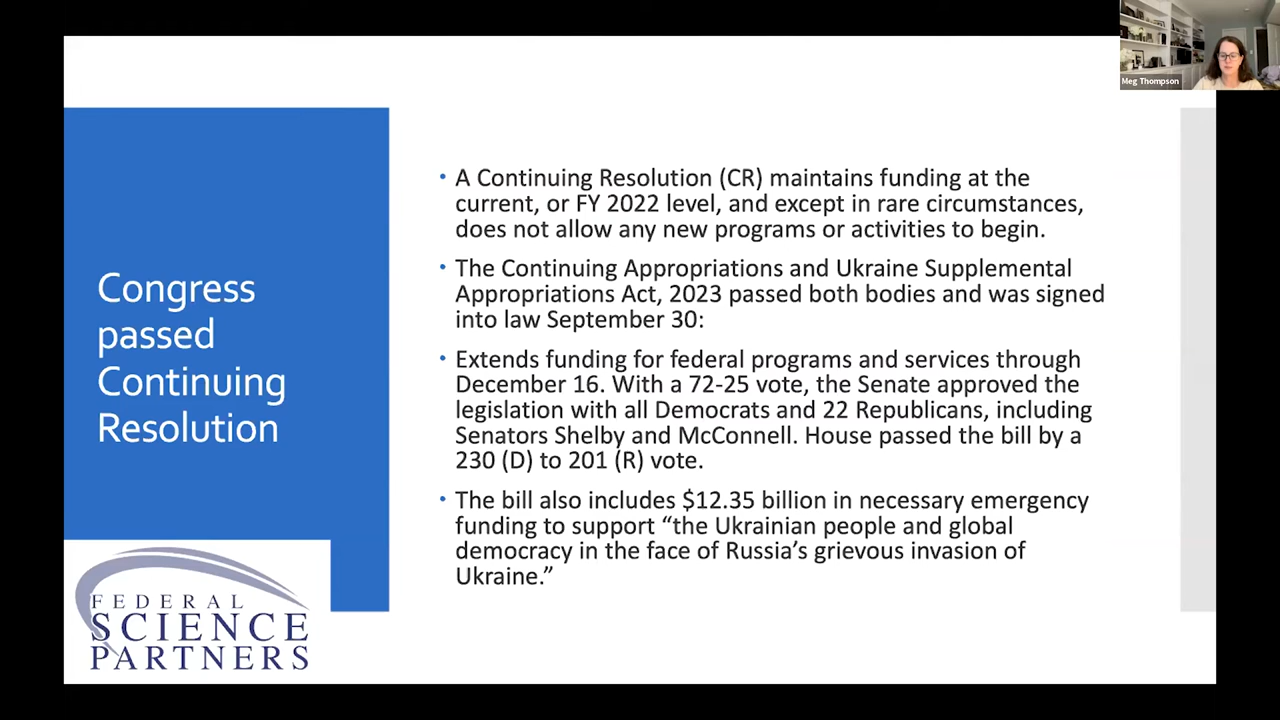 Meg Thompson
Congress
passed
Continuing
Resolution
• A Continuing Resolution (CR) maintains funding at the
current, or FY 2022 level, and except in rare circumstances,
does not allow any new programs or activities to begin.
• The Continuing Appropriations and Ukraine Supplemental
Appropriations Act, 2023 passed both bodies and was signed
into law September 30:
• Extends funding for federal programs and services through
December 16. With a 72-25 vote, the Senate approved the
legislation with all Democrats and 22 Republicans, including
Senators Shelby and McConnell. House passed the bill by a
230 (D) to 201 (R) vote.
• The bill also includes $12.35 billion in necessary emergency
funding to support “the Ukrainian people and global
democracy in the face of Russia’s grievous invasion of
Ukraine.”
FEDERAL
SCIENCE
PARTNERS